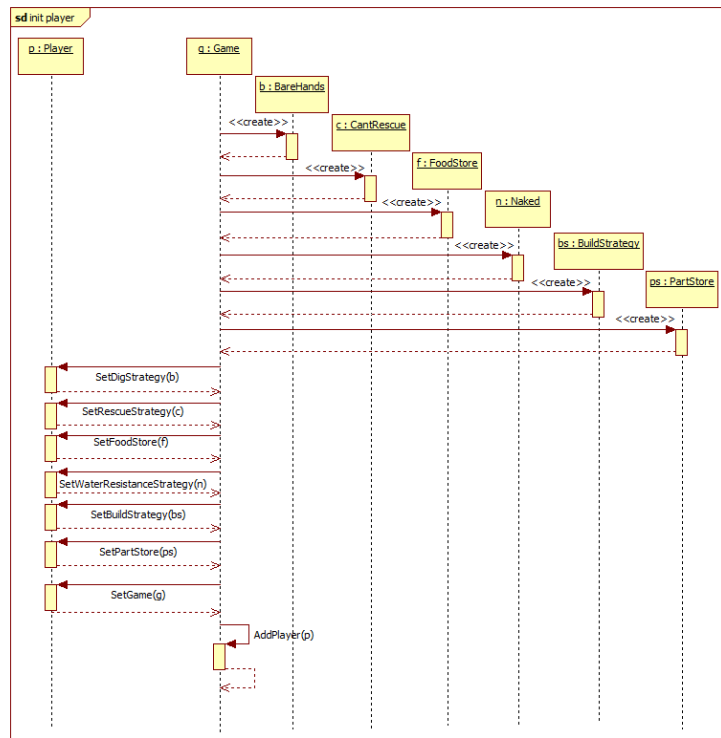 sd init player
p : Player
g : Game
b : BareHands
<<create>>
c : CantRescue
<<create>>
f : FoodStore
<<create>>
n : Naked
<<create>>
bs : BuildStrategy
<<create>>
ps : PartStore
<<create>>
SetDigStrategy(b)
SetRescueStrategy(c)
SetFoodStore(f)
SetWaterResistanceStrategy(n)
SetBuildStrategy(bs)
SetPartStore(ps)
SetGame(g)
AddPlayer(p)